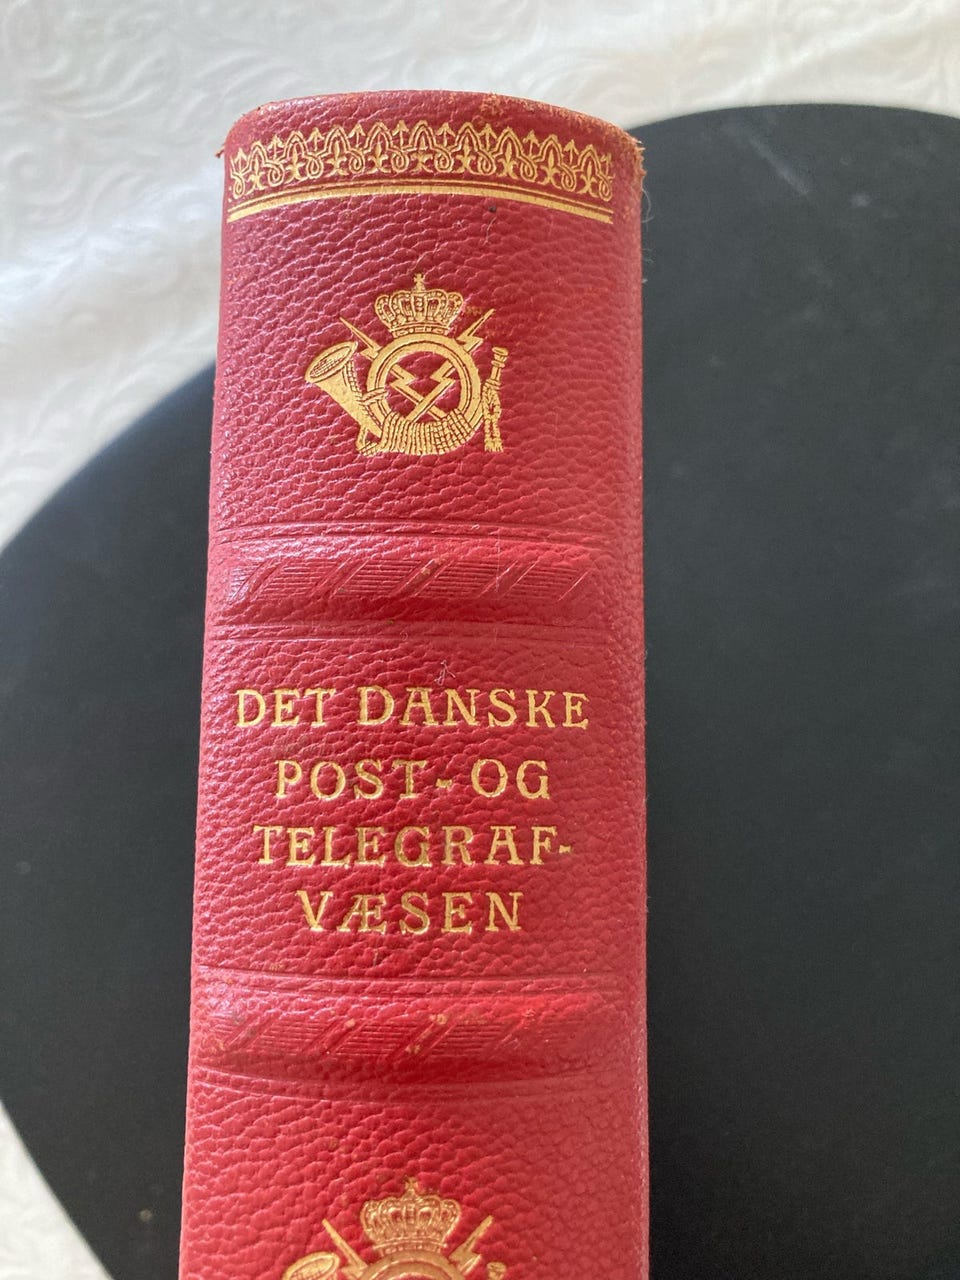 DET DANSKE
POST- OG
TELEGRAF-
VÆSEN